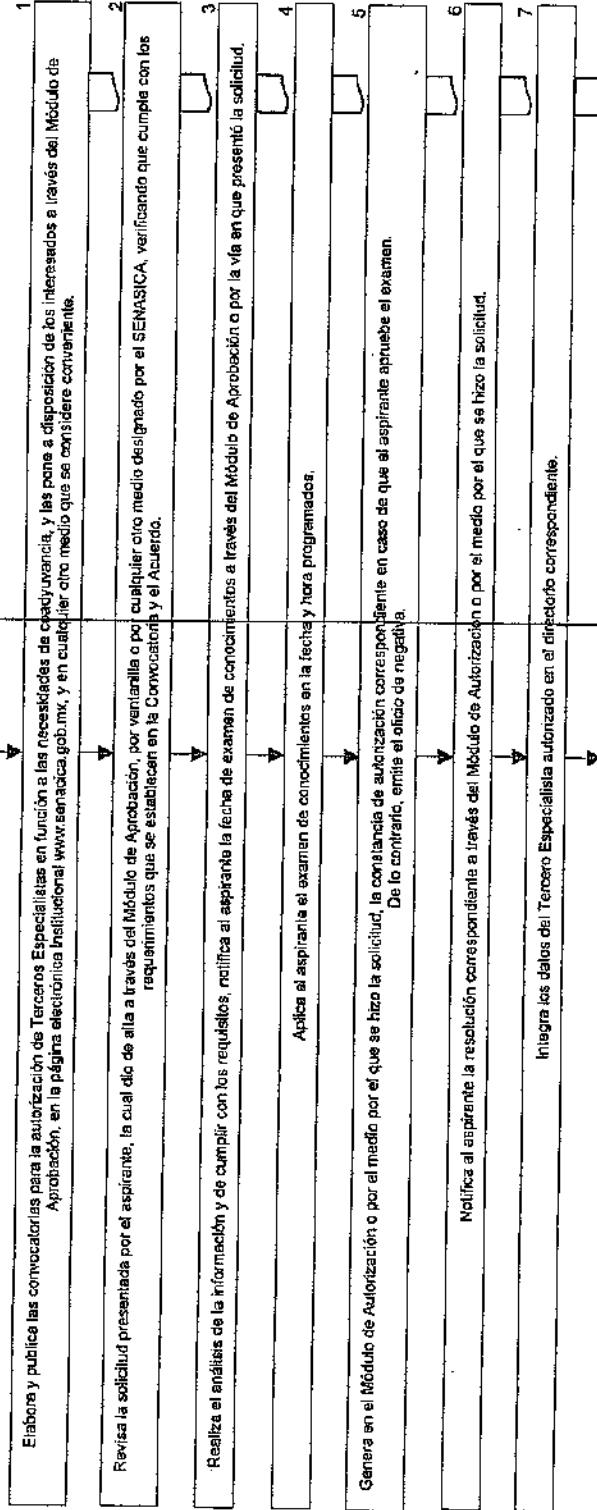 1
Elabora y publica las convocatorias para la autorización de Terceros Especialistas en función a las necesidades de coadyuvancia, y las pone a disposición de los interesados a través del Módulo de
Aprobación, en la página electrónica Institucional www.senasica.gob.mx, y en cualquier otro medio que se considere conveniente.
2
Revisa la solicitud presentada por el aspirante, la cual dio de alta a través del Módulo de Aprobación, por ventanilla o por cualquier otro medio designado por el SENASICA, verificando que cumpla con los
requerimientos que se establecen en la Convocatoria y el Acuerdo.
3
Realiza el análisis de la información y de cumplir con los requisitos, notifica al aspirante la fecha de examen de conocimientos a través del Módulo de Aprobación o por la vía en que presentó la solicitud.
4
Aplica al aspirante el examen de conocimientos en la fecha y hora programados.
5
Genera en el Módulo de Autorización o por el medio por el que se hizo la solicitud, la constancia de autorización correspondiente en caso de que el aspirante apruebe el examen.
De lo contrario, emite el oficio de negativa.
6
Notifica al aspirante la resolución correspondiente a través del Módulo de Autorización o por el medio por el que se hizo la solicitud.
7
Integra los datos del Tercero Especialista autorizado en el directorio correspondiente.